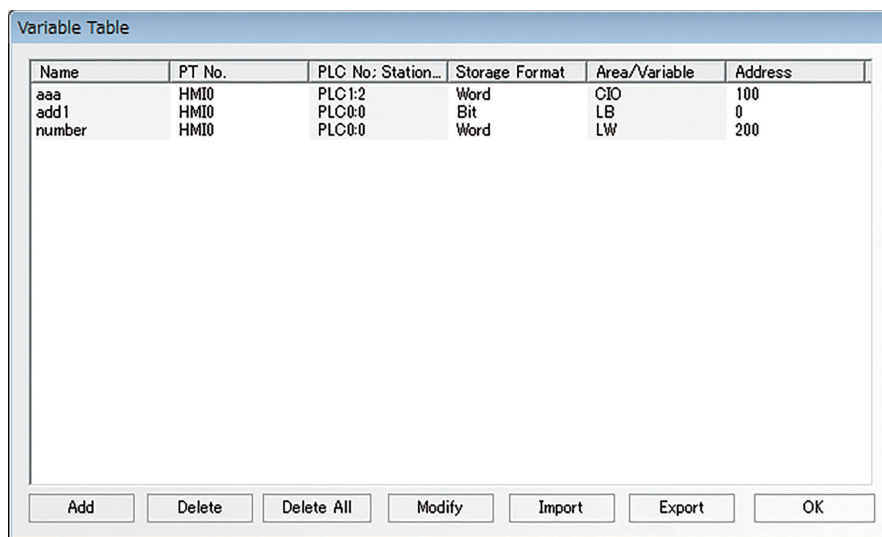 Variable Table
Name PT No. PLC No; Station... Storage Format Area/Variable Address
aaa HMI0 PLC1:2 Word CIO 100
add1 HMI0 PLC0:0 Bit LB 0
number HMI0 PLC0:0 Word LW 200
Add Delete Delete All Modify Import Export OK